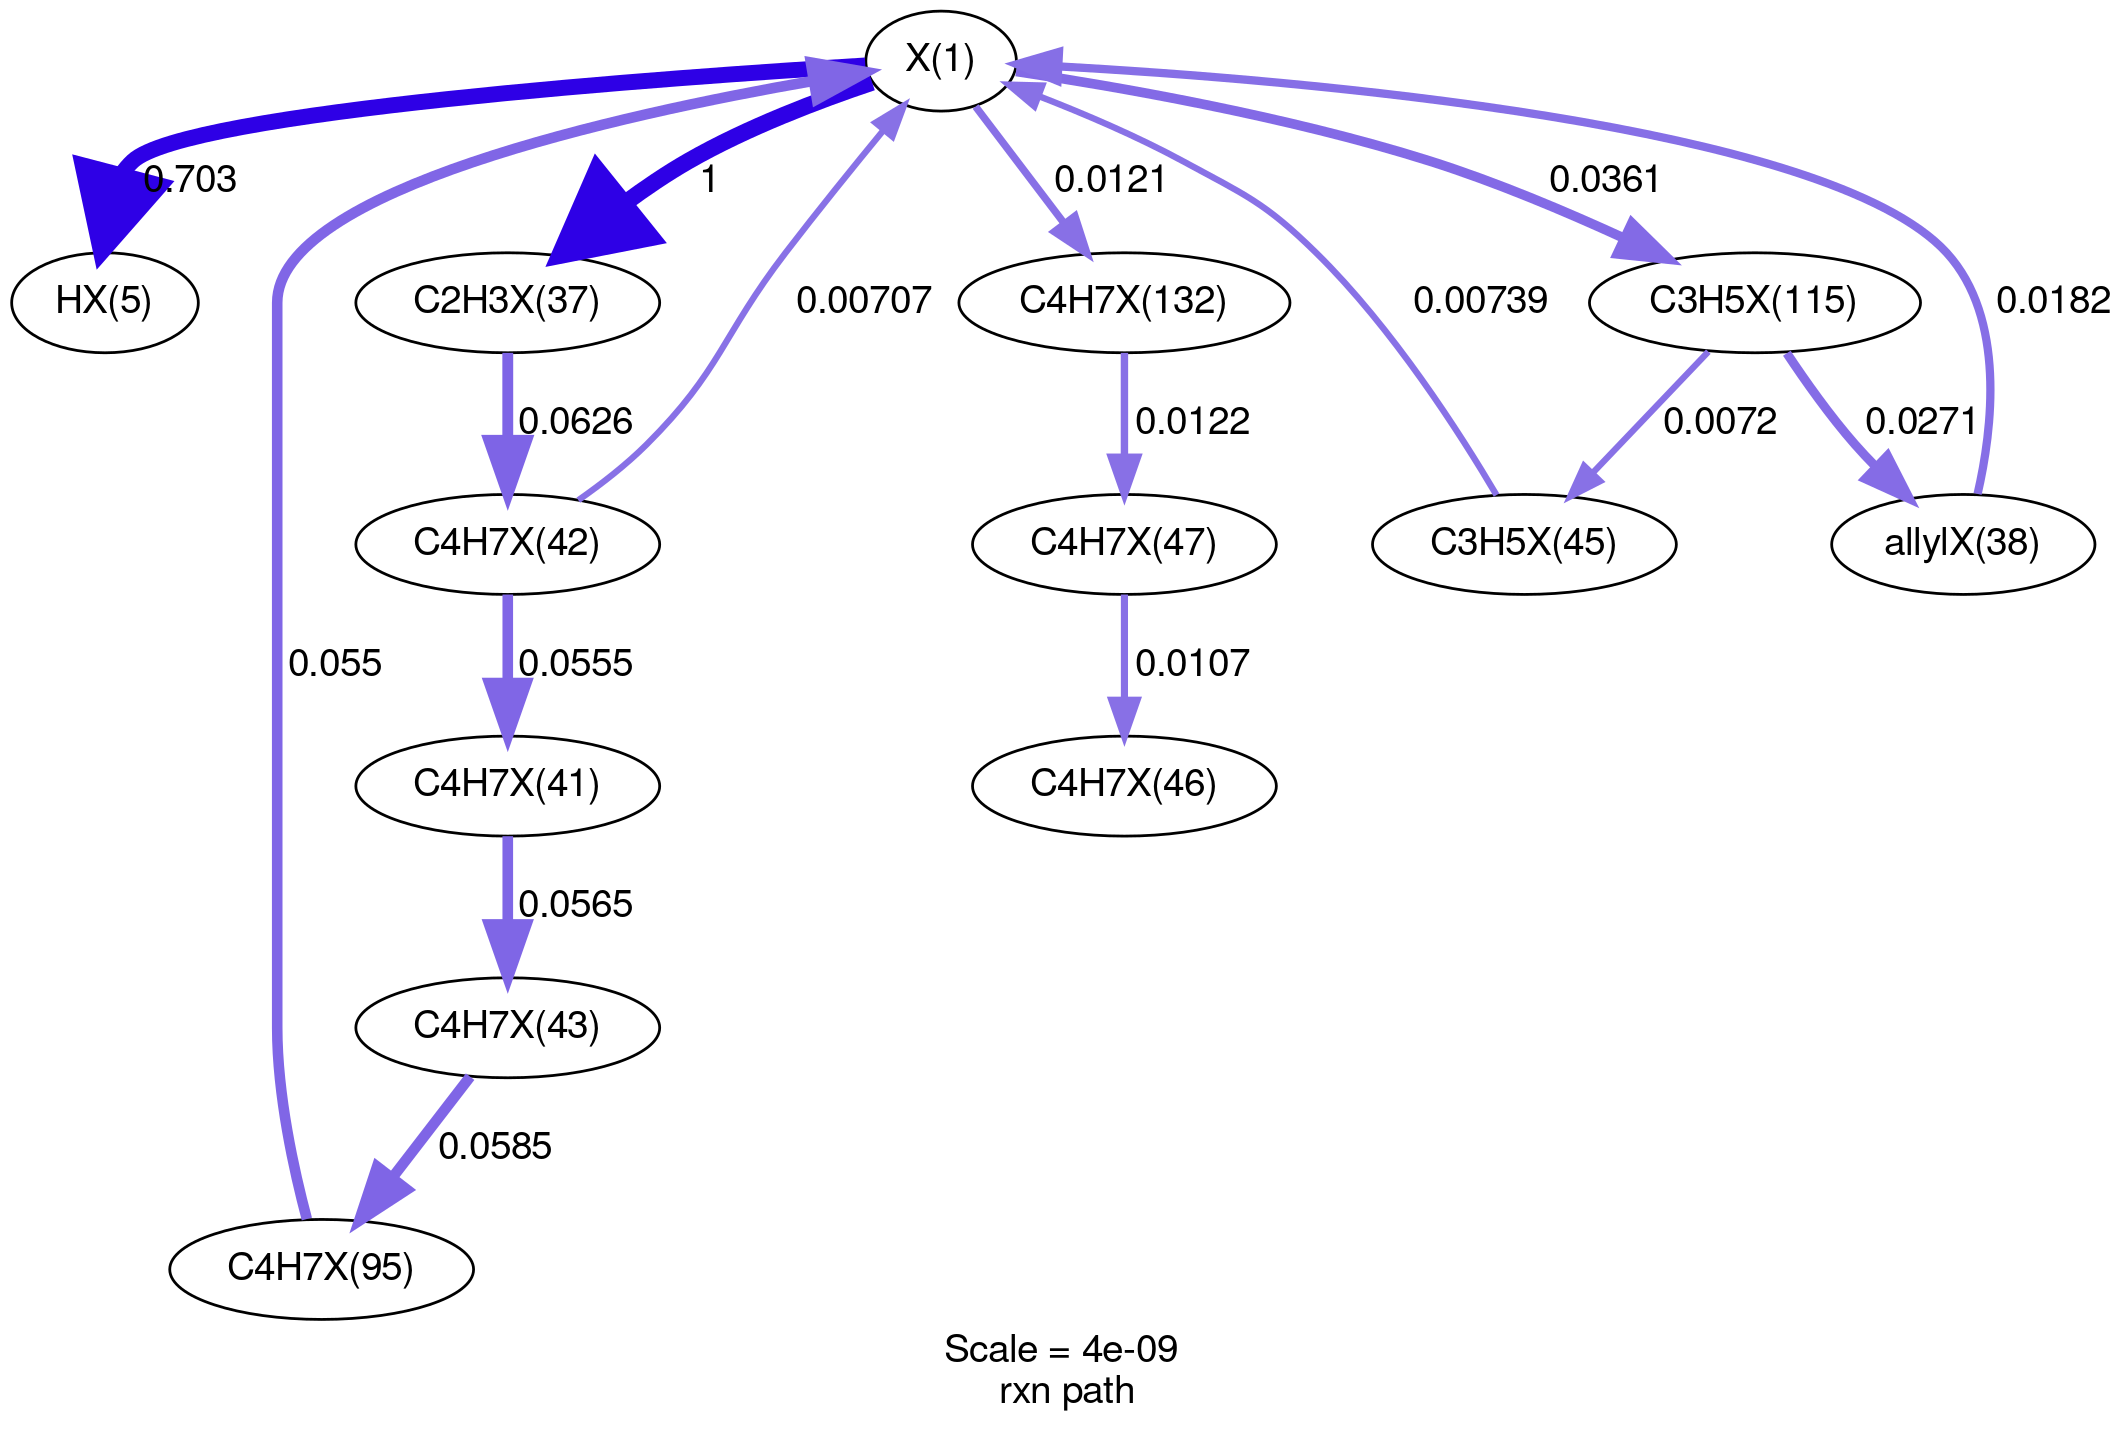 X(1)
0.703
1
0.0121
0.0361
HX(5)
C2H3X(37)
0.00707
C4H7X(132)
0.00739
C3H5X(115)
0.0182
0.0626
0.0122
0.0072
0.0271
C4H7X(42)
C4H7X(47)
C3H5X(45)
allylX(38)
0.055
0.0555
0.0107
C4H7X(41)
C4H7X(46)
0.0565
C4H7X(43)
0.0585
C4H7X(95)
Scale = 4e-09
rxn path